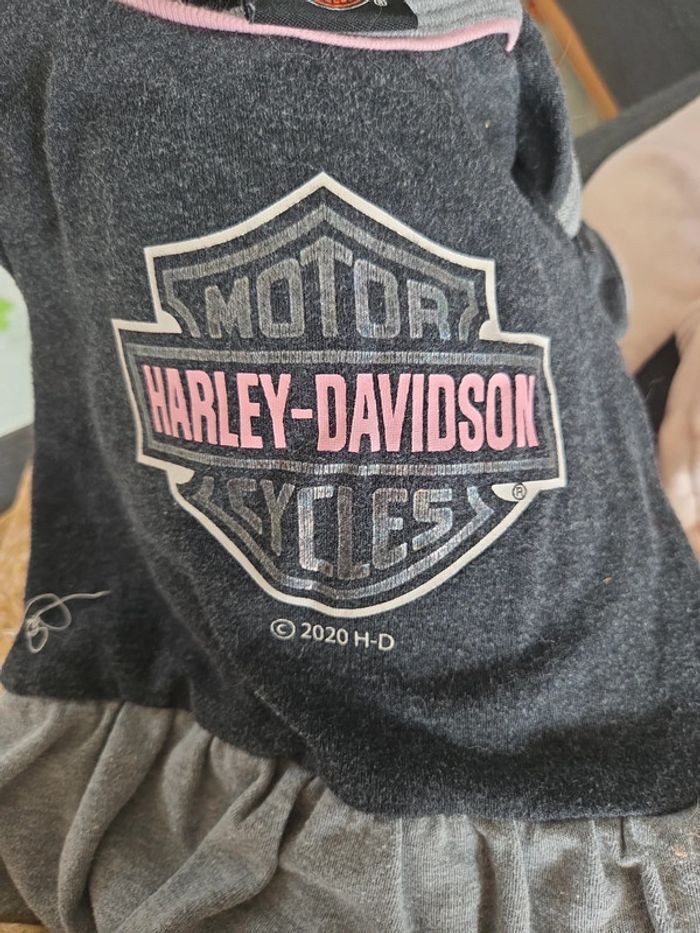 MOTOR
HARLEY-DAVIDSON
CYCLES
®
© 2020 H-D